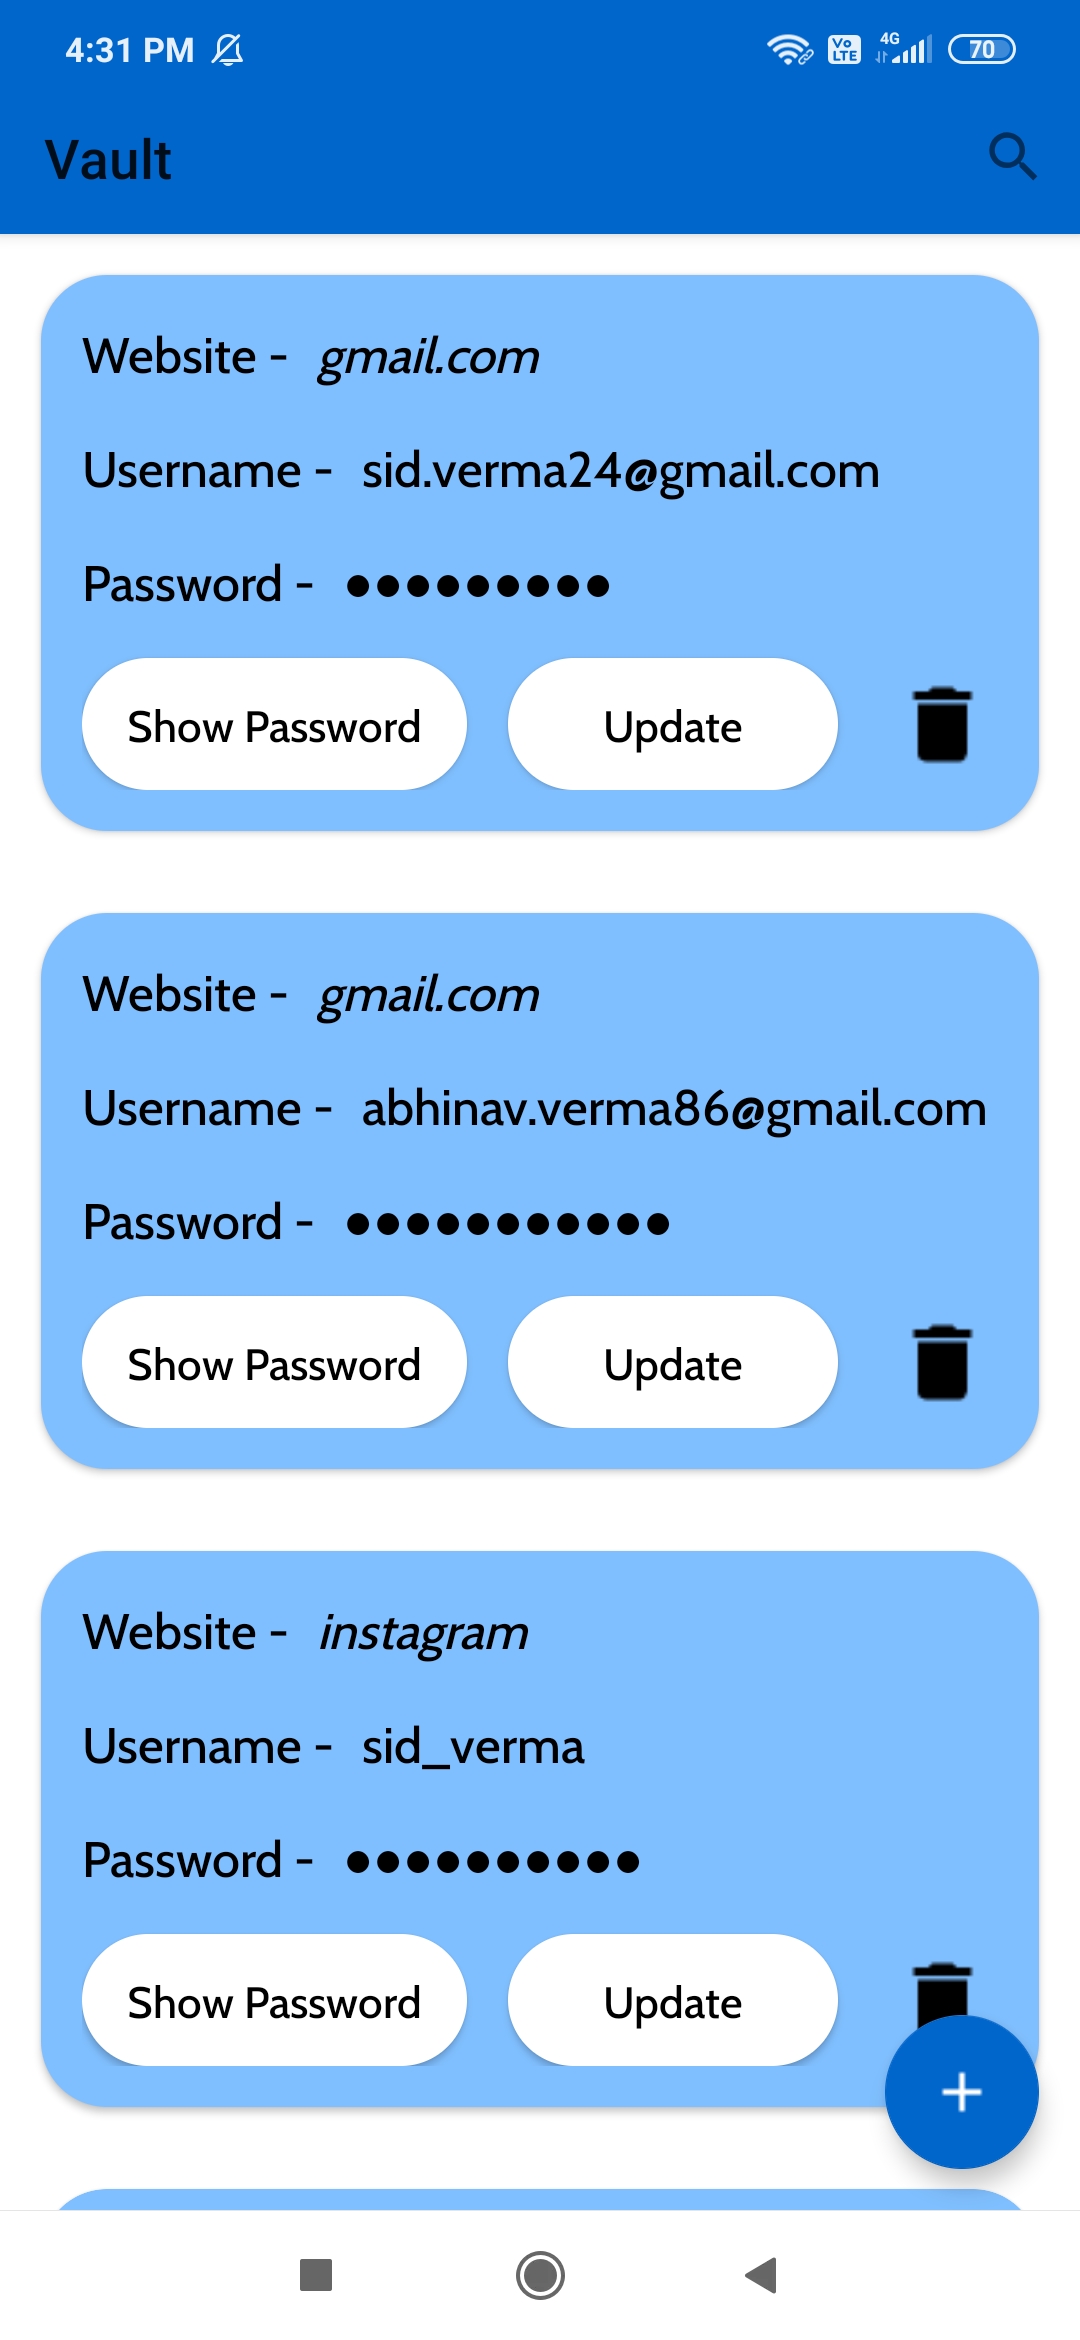 4:31 PM Vo LTE 4G 70
Vault
Website - gmail.com
Username - sid.verma24@gmail.com
Password - ●●●●●●●●●
Show Password Update
Website - gmail.com
Username - abhinav.verma86@gmail.com
Password - ●●●●●●●●●●●
Show Password Update
Website - instagram
Username - sid_verma
Password - ●●●●●●●●●●
Show Password Update
+